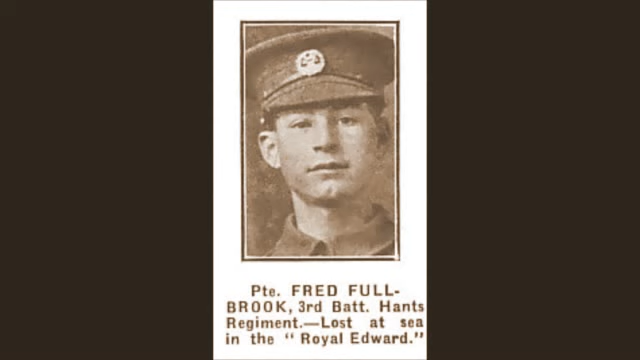 Pte. FRED FULL-
BROOK, 3rd Batt. Hants
Regiment.—Lost at sea
in the "Royal Edward."